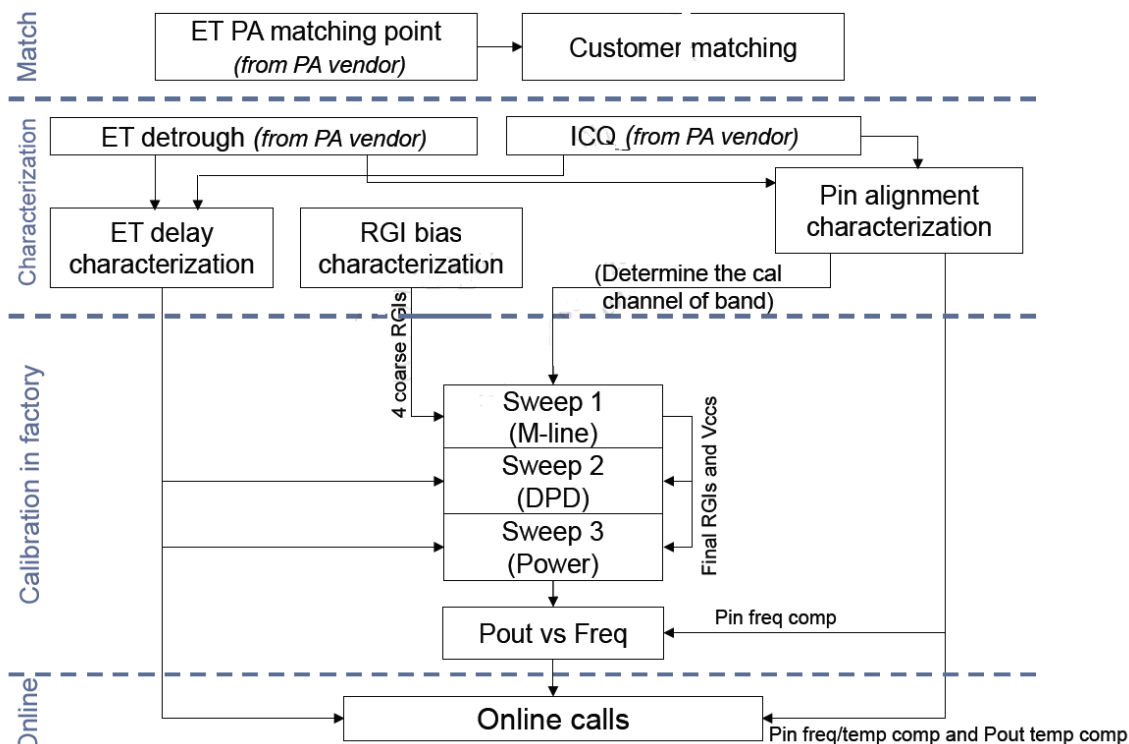 Match
ET PA matching point
(from PA vendor)
Customer matching
Characterization
ET detrough (from PA vendor)
ICQ (from PA vendor)
ET delay
characterization
RGI bias
characterization
Pin alignment
characterization
(Determine the cal
channel of band)
Calibration in factory
4 coarse RGIs
Sweep 1
(M-line)
Sweep 2
(DPD)
Sweep 3
(Power)
Final RGIs and Vccs
Pout vs Freq
Pin freq comp
Online
Online calls
Pin freq/temp comp and Pout temp comp